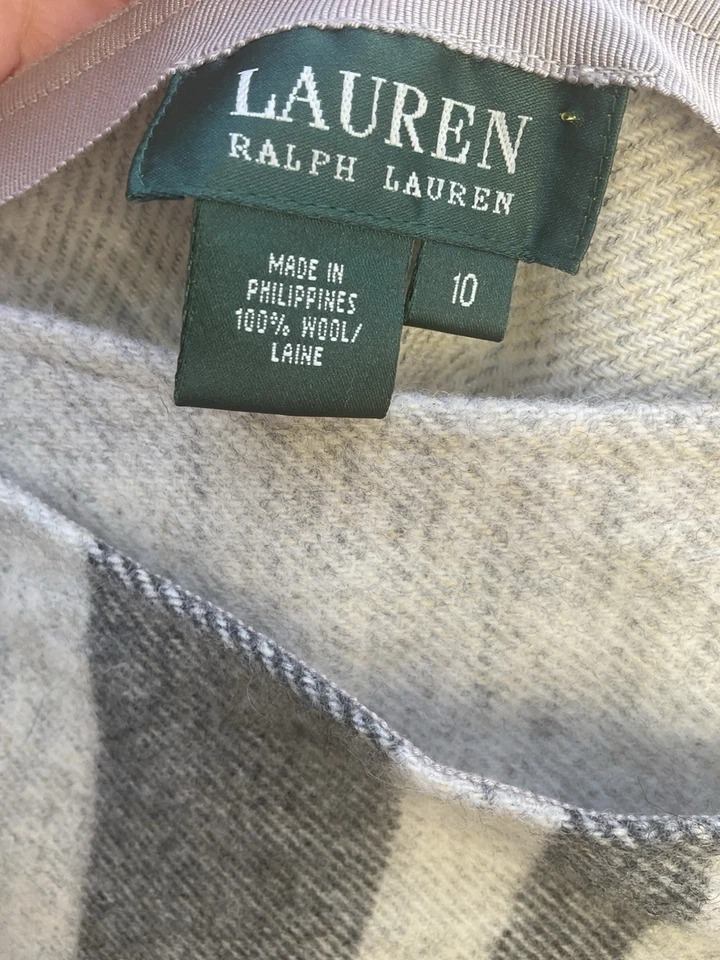 LAUREN
RALPH LAUREN
MADE IN
PHILIPPINES
100% WOOL/
LAINE
10